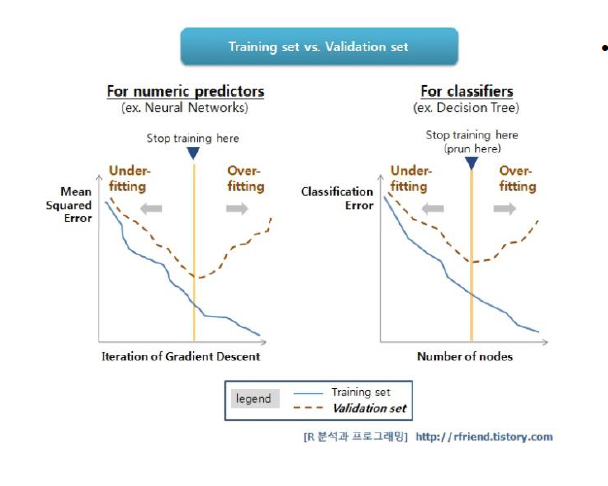 Training set vs. Validation set
For numeric predictors
(ex. Neural Networks)
Stop training here
Under-
fitting
Over-
fitting
Mean
Squared
Error
Iteration of Gradient Descent
For classifiers
(ex. Decision Tree)
Stop training here
(prun here)
Under-
fitting
Over-
fitting
Classification
Error
Number of nodes
legend
Training set
Validation set
[R 분석과 프로그래밍] http://rfriend.tistory.com